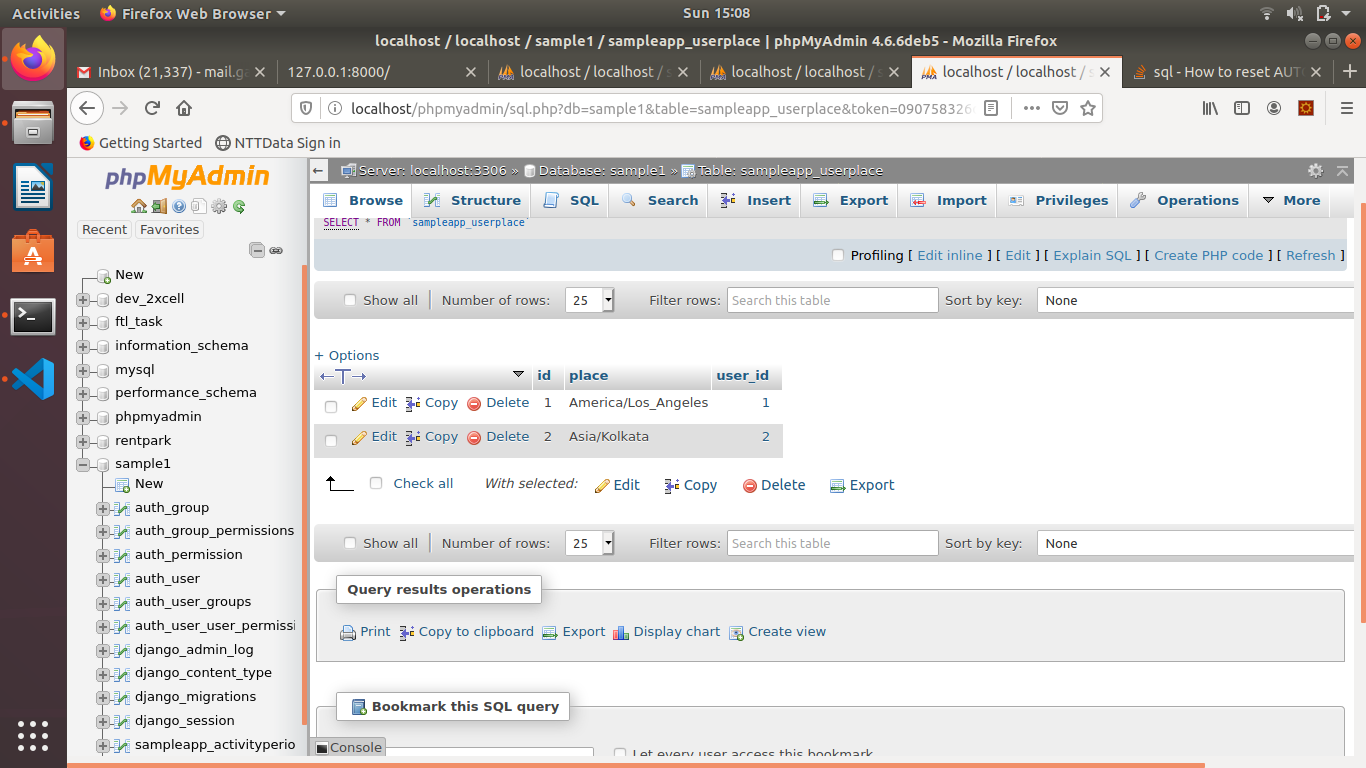 Activities Firefox Web Browser Sun 15:08
localhost / localhost / sample1 / sampleapp_userplace | phpMyAdmin 4.6.6deb5 - Mozilla Firefox
Inbox (21,337) - mail.g 127.0.0.1:8000/ localhost / localhost / s localhost / localhost / s localhost / localhost / s sql - How to reset AUT
localhost/phpmyadmin/sql.php?db=sample1&table=sampleapp_userplace&token=090758326
Getting Started NTTData Sign in
phpMyAdmin
Recent Favorites
New
dev_2xcell
ftl_task
information_schema
mysql
performance_schema
phpmyadmin
rentpark
sample1
New
auth_group
auth_group_permissions
auth_permission
auth_user
auth_user_groups
auth_user_user_permissi
django_admin_log
django_content_type
django_migrations
django_session
sampleapp_activityperio
Server: localhost:3306 » Database: sample1 » Table: sampleapp_userplace
Browse Structure SQL Search Insert Export Import Privileges Operations More
SELECT * FROM `sampleapp_userplace`
Profiling [ Edit inline ] [ Edit ] [ Explain SQL ] [ Create PHP code ] [ Refresh ]
Show all Number of rows: 25 Filter rows: Search this table Sort by key: None
+ Options
id place user_id
Edit Copy Delete 1 America/Los_Angeles 1
Edit Copy Delete 2 Asia/Kolkata 2
Check all With selected: Edit Copy Delete Export
Show all Number of rows: 25 Filter rows: Search this table Sort by key: None
Query results operations
Print Copy to clipboard Export Display chart Create view
Bookmark this SQL query
Console Let every user access this bookmark